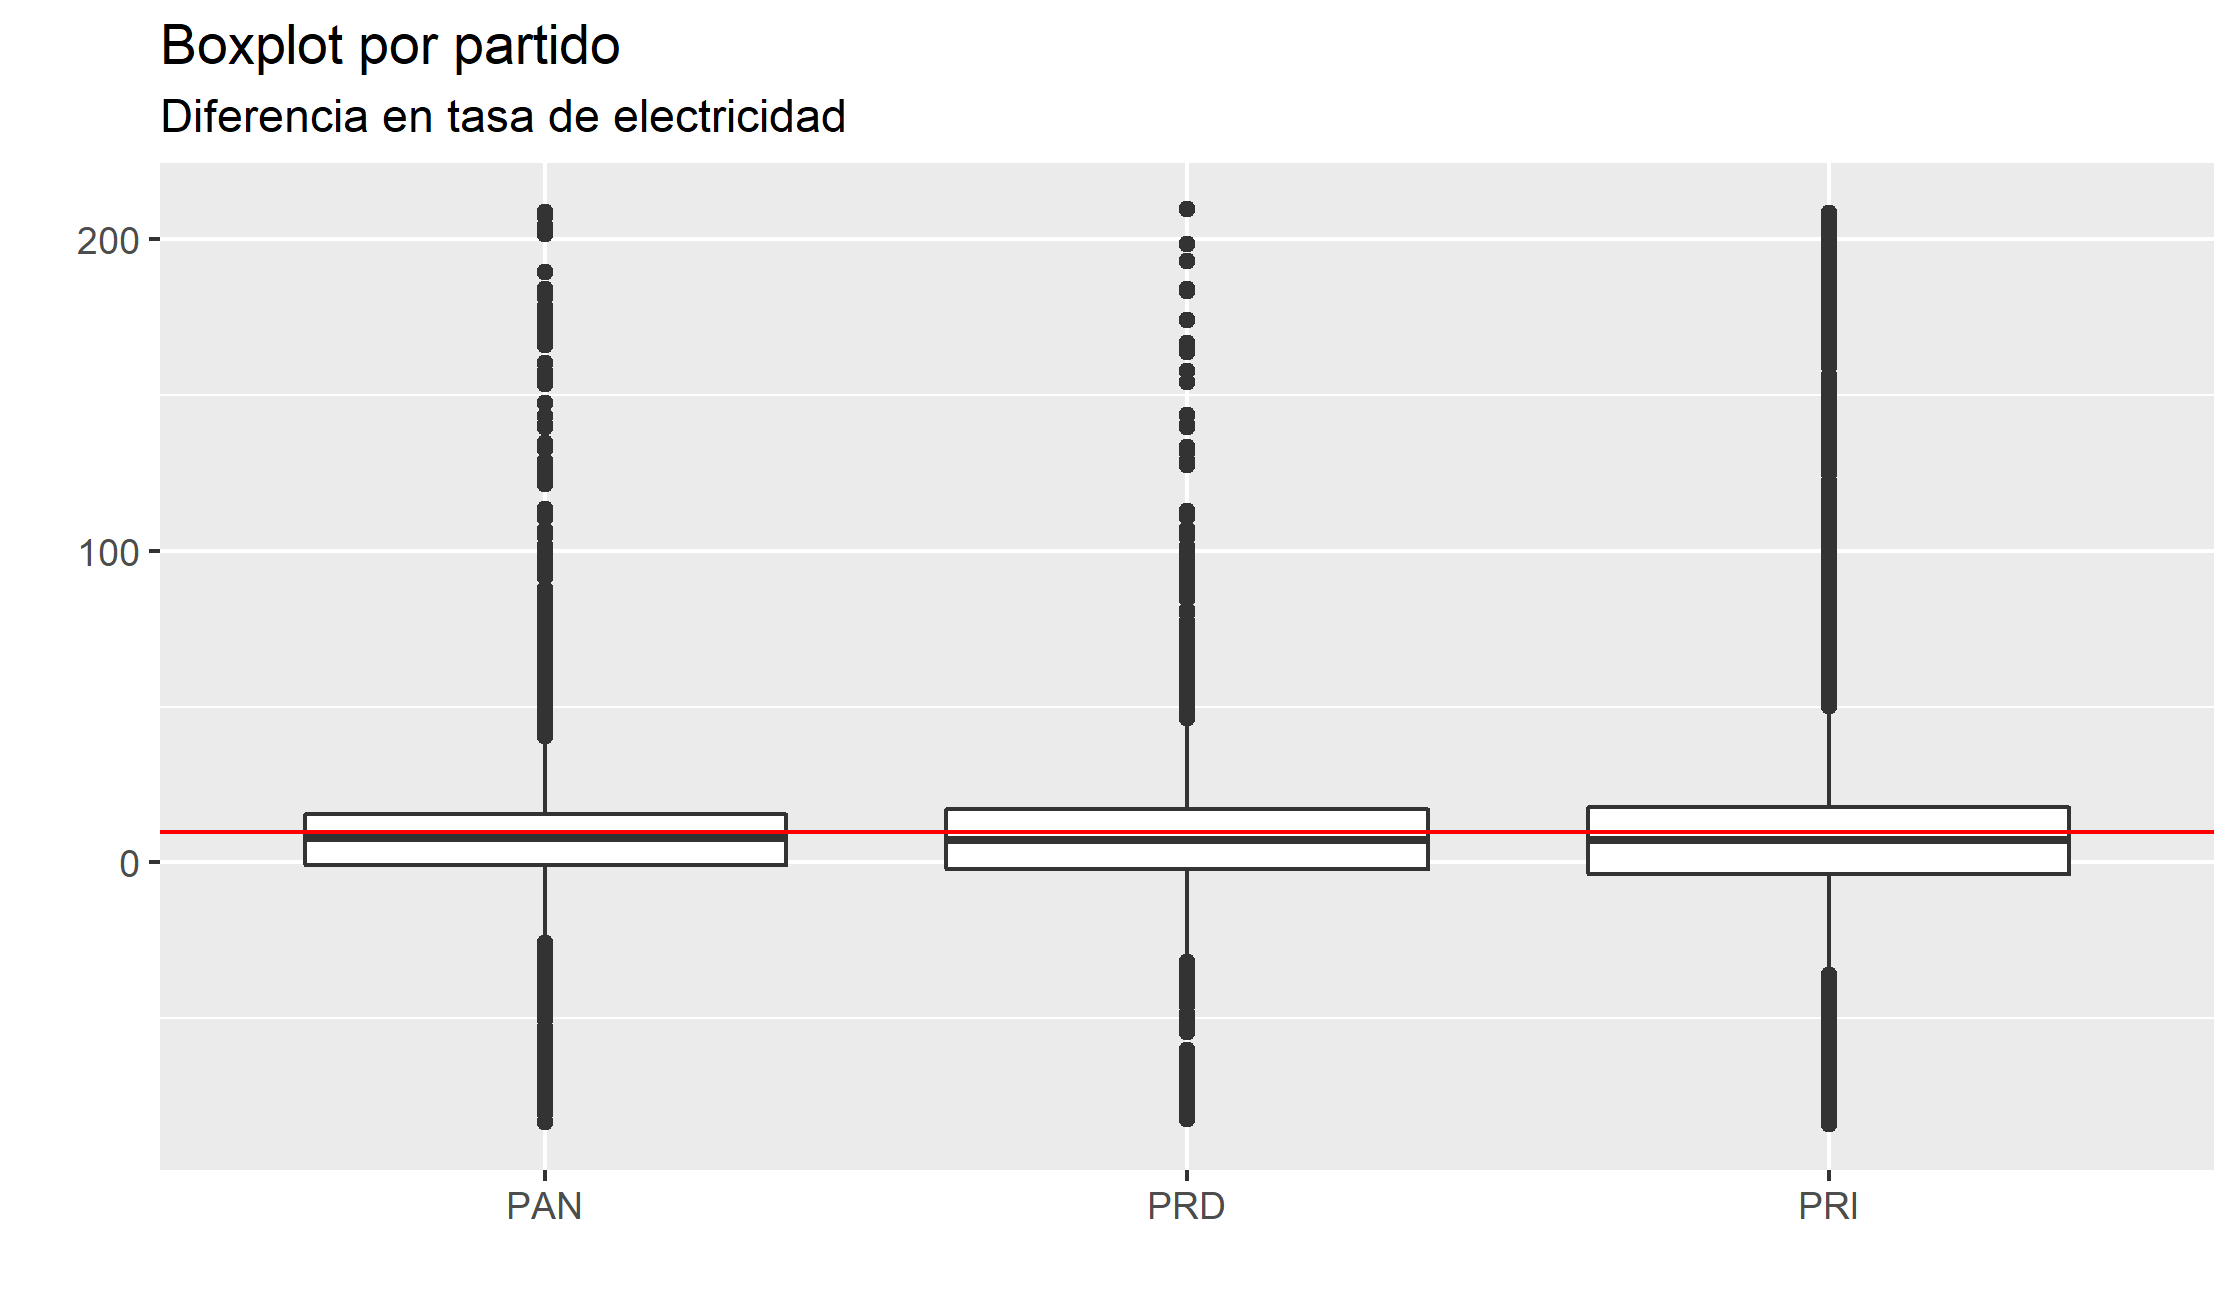 Boxplot por partido
Diferencia en tasa de electricidad
200
100
0
PAN PRD PRI